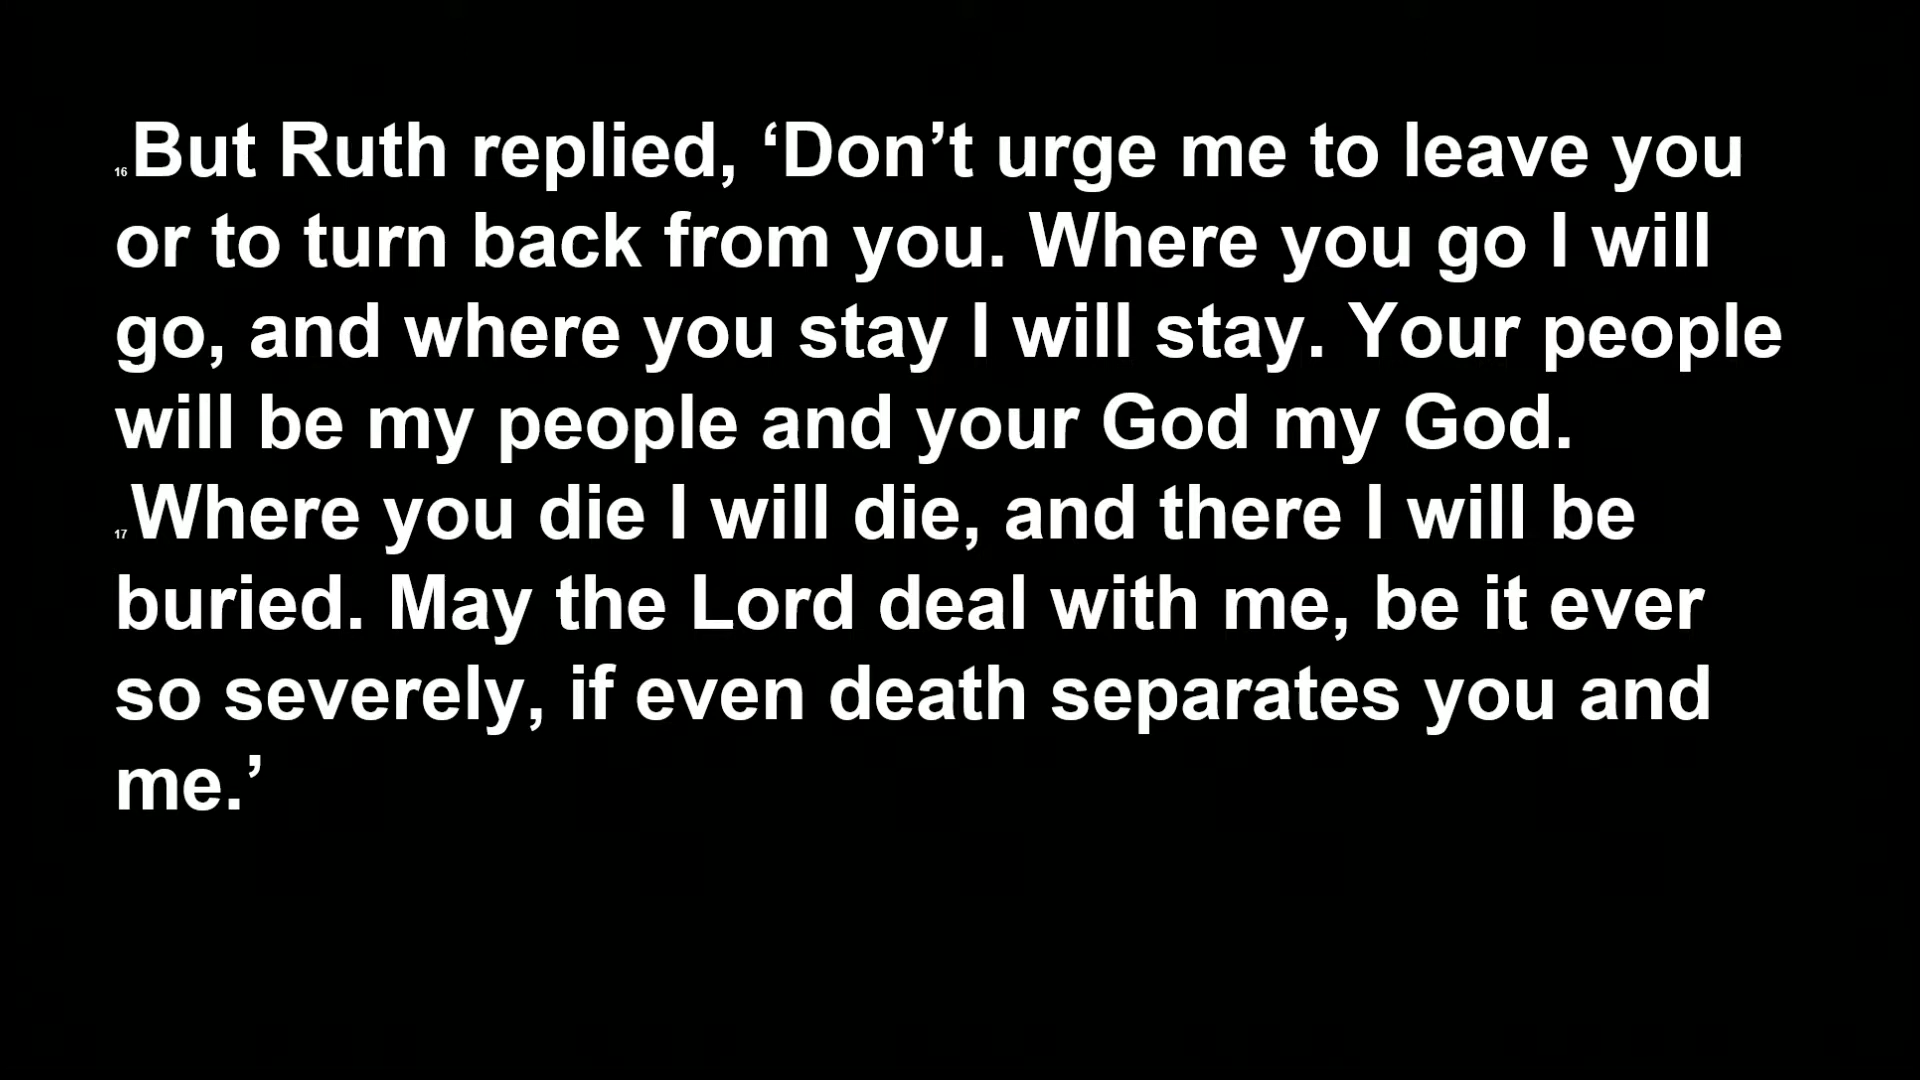 16But Ruth replied, ‘Don’t urge me to leave you
or to turn back from you. Where you go I will
go, and where you stay I will stay. Your people
will be my people and your God my God.
17Where you die I will die, and there I will be
buried. May the Lord deal with me, be it ever
so severely, if even death separates you and
me.’